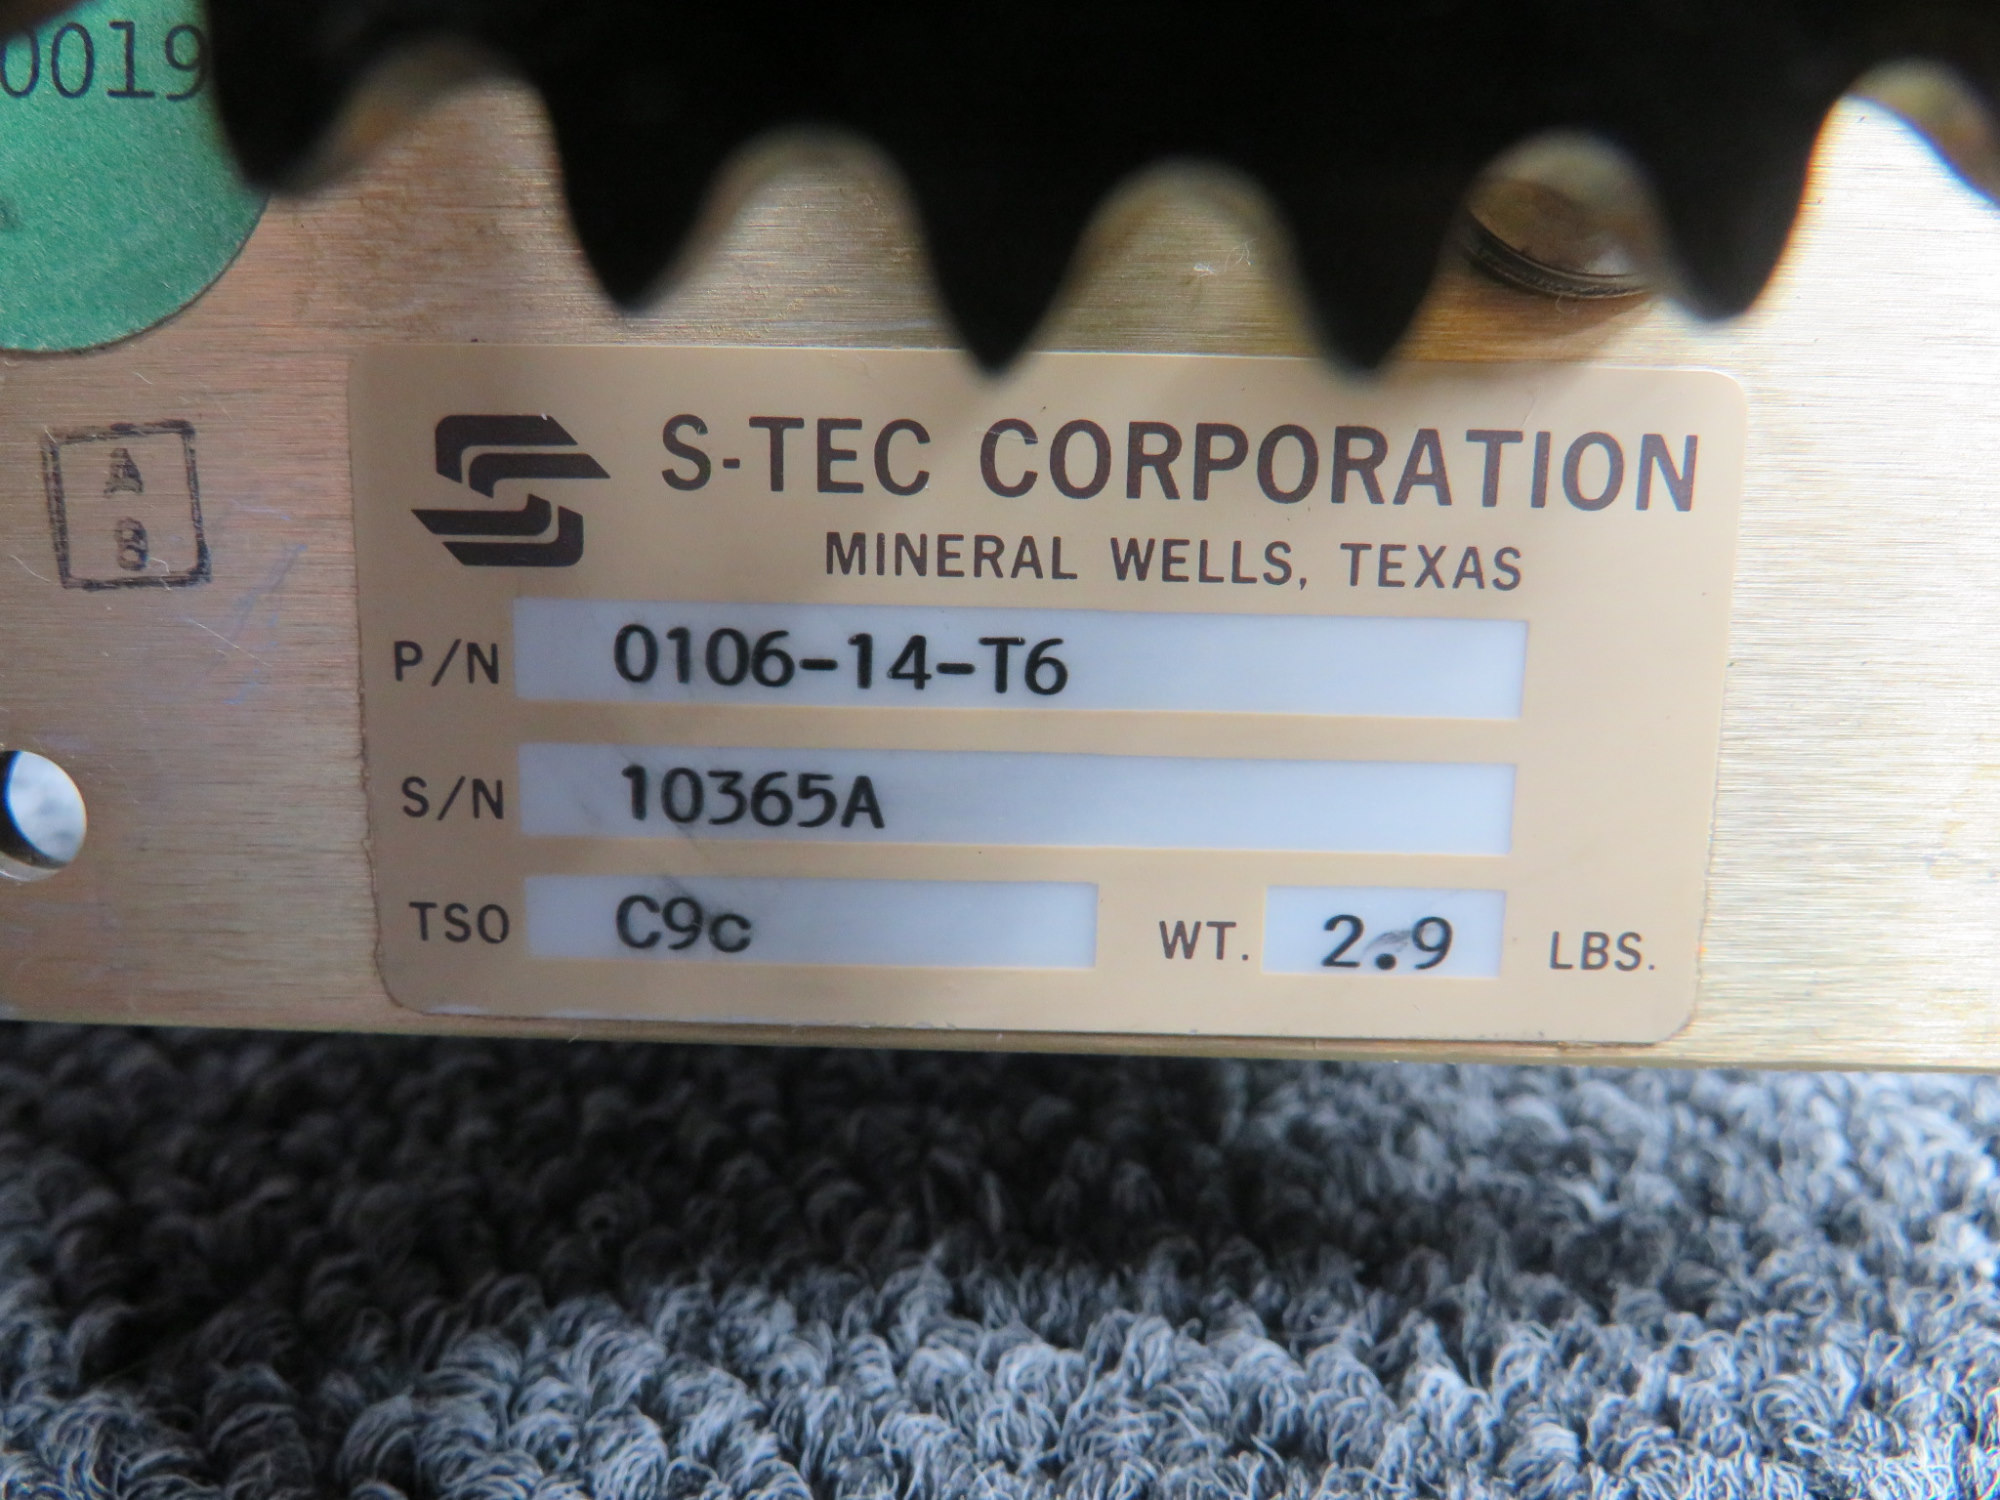 0019
A
8
S-TEC CORPORATION
MINERAL WELLS, TEXAS
P/N 0106-14-T6
S/N 10365A
TSO C9c WT. 2.9 LBS.